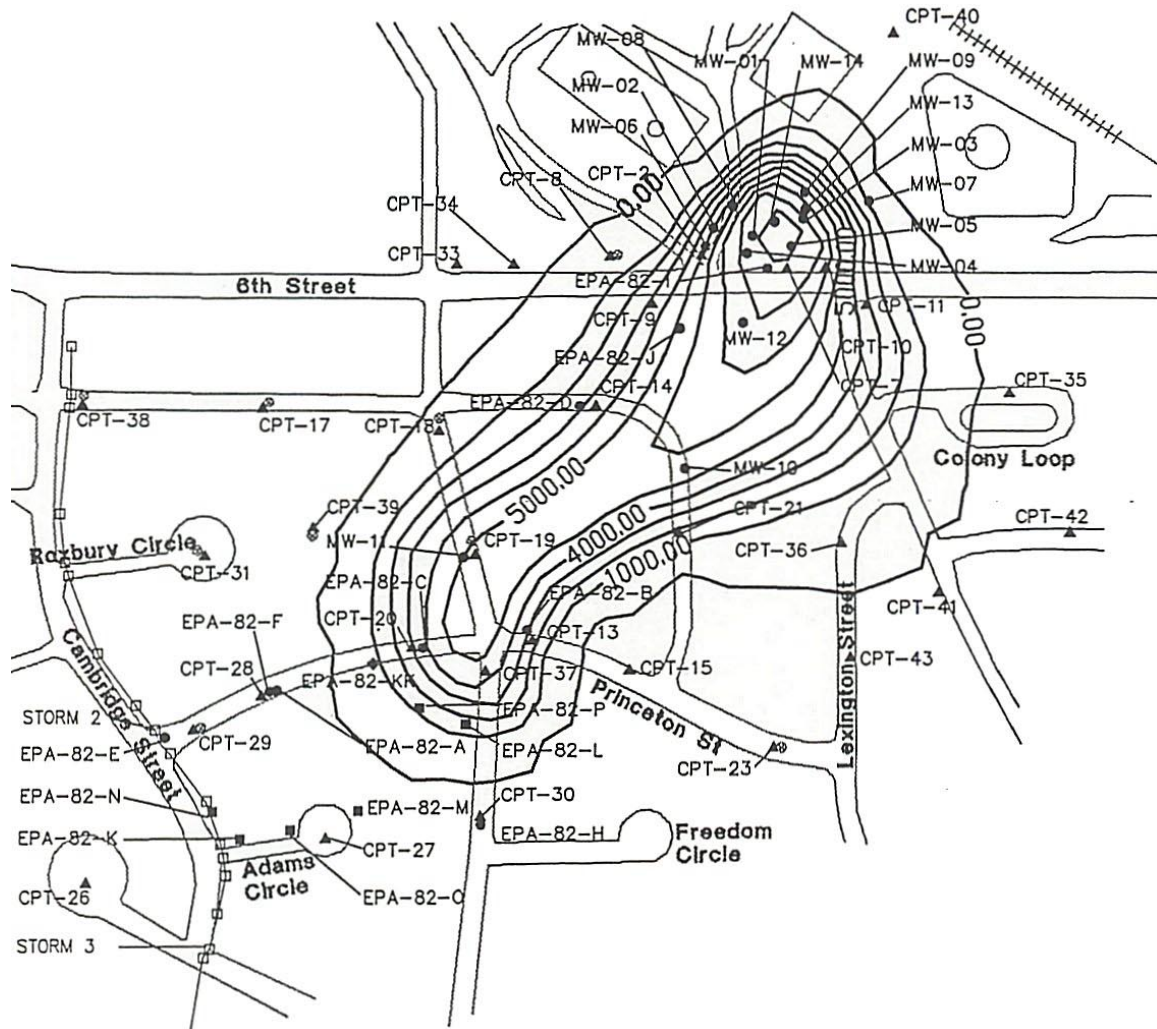 CPT-40
MW-08
MW-01
MW-14
MW-09
MW-02
MW-13
MW-06
MW-03
CPT-8
CPT-2
MW-07
0.00
CPT-34
MW-05
CPT-33
MW-04
6th Street
EPA-82-I
5000.00
CPT-9
CPT-11
0.00
MW-12
EPA-82-J
CPT-10
CPT-14
CPT-7
CPT-35
EPA-82-D
CPT-38
CPT-17
CPT-18
Colony Loop
MW-10
5000.00
CPT-39
CPT-21
CPT-42
4000.00
MW-11
CPT-19
CPT-36
Roxbury Circle
1000.00
CPT-31
EPA-82-C
EPA-82-B
CPT-41
EPA-82-F
CPT-20
CPT-13
Lexington Street
CPT-28
CPT-43
EPA-82-KK
CPT-37
CPT-15
Cambridge Street
Princeton St
STORM 2
EPA-82-P
EPA-82-E
CPT-29
EPA-82-A
EPA-82-L
CPT-23
EPA-82-N
EPA-82-M
CPT-30
EPA-82-K
EPA-82-H
Freedom
Circle
CPT-27
Adams
Circle
CPT-26
EPA-82-O
STORM 3